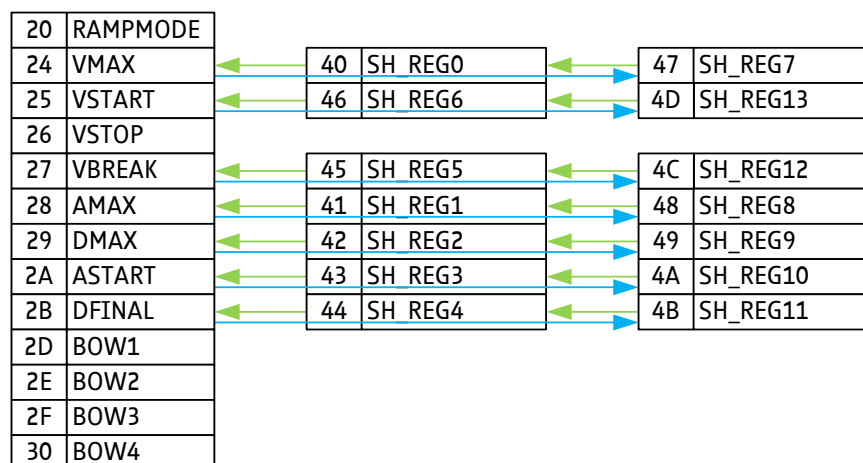 20 RAMPMODE
24 VMAX 40 SH_REG0 47 SH_REG7
25 VSTART 46 SH_REG6 4D SH_REG13
26 VSTOP
27 VBREAK 45 SH_REG5 4C SH_REG12
28 AMAX 41 SH_REG1 48 SH_REG8
29 DMAX 42 SH_REG2 49 SH_REG9
2A ASTART 43 SH_REG3 4A SH_REG10
2B DFINAL 44 SH_REG4 4B SH_REG11
2D BOW1
2E BOW2
2F BOW3
30 BOW4